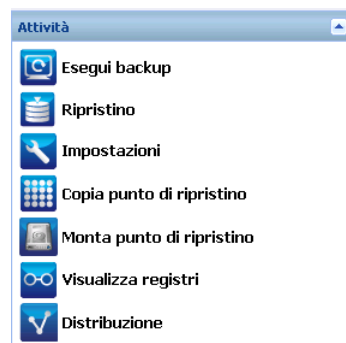 Attività
Esegui backup
Ripristino
Impostazioni
Copia punto di ripristino
Monta punto di ripristino
Visualizza registri
Distribuzione